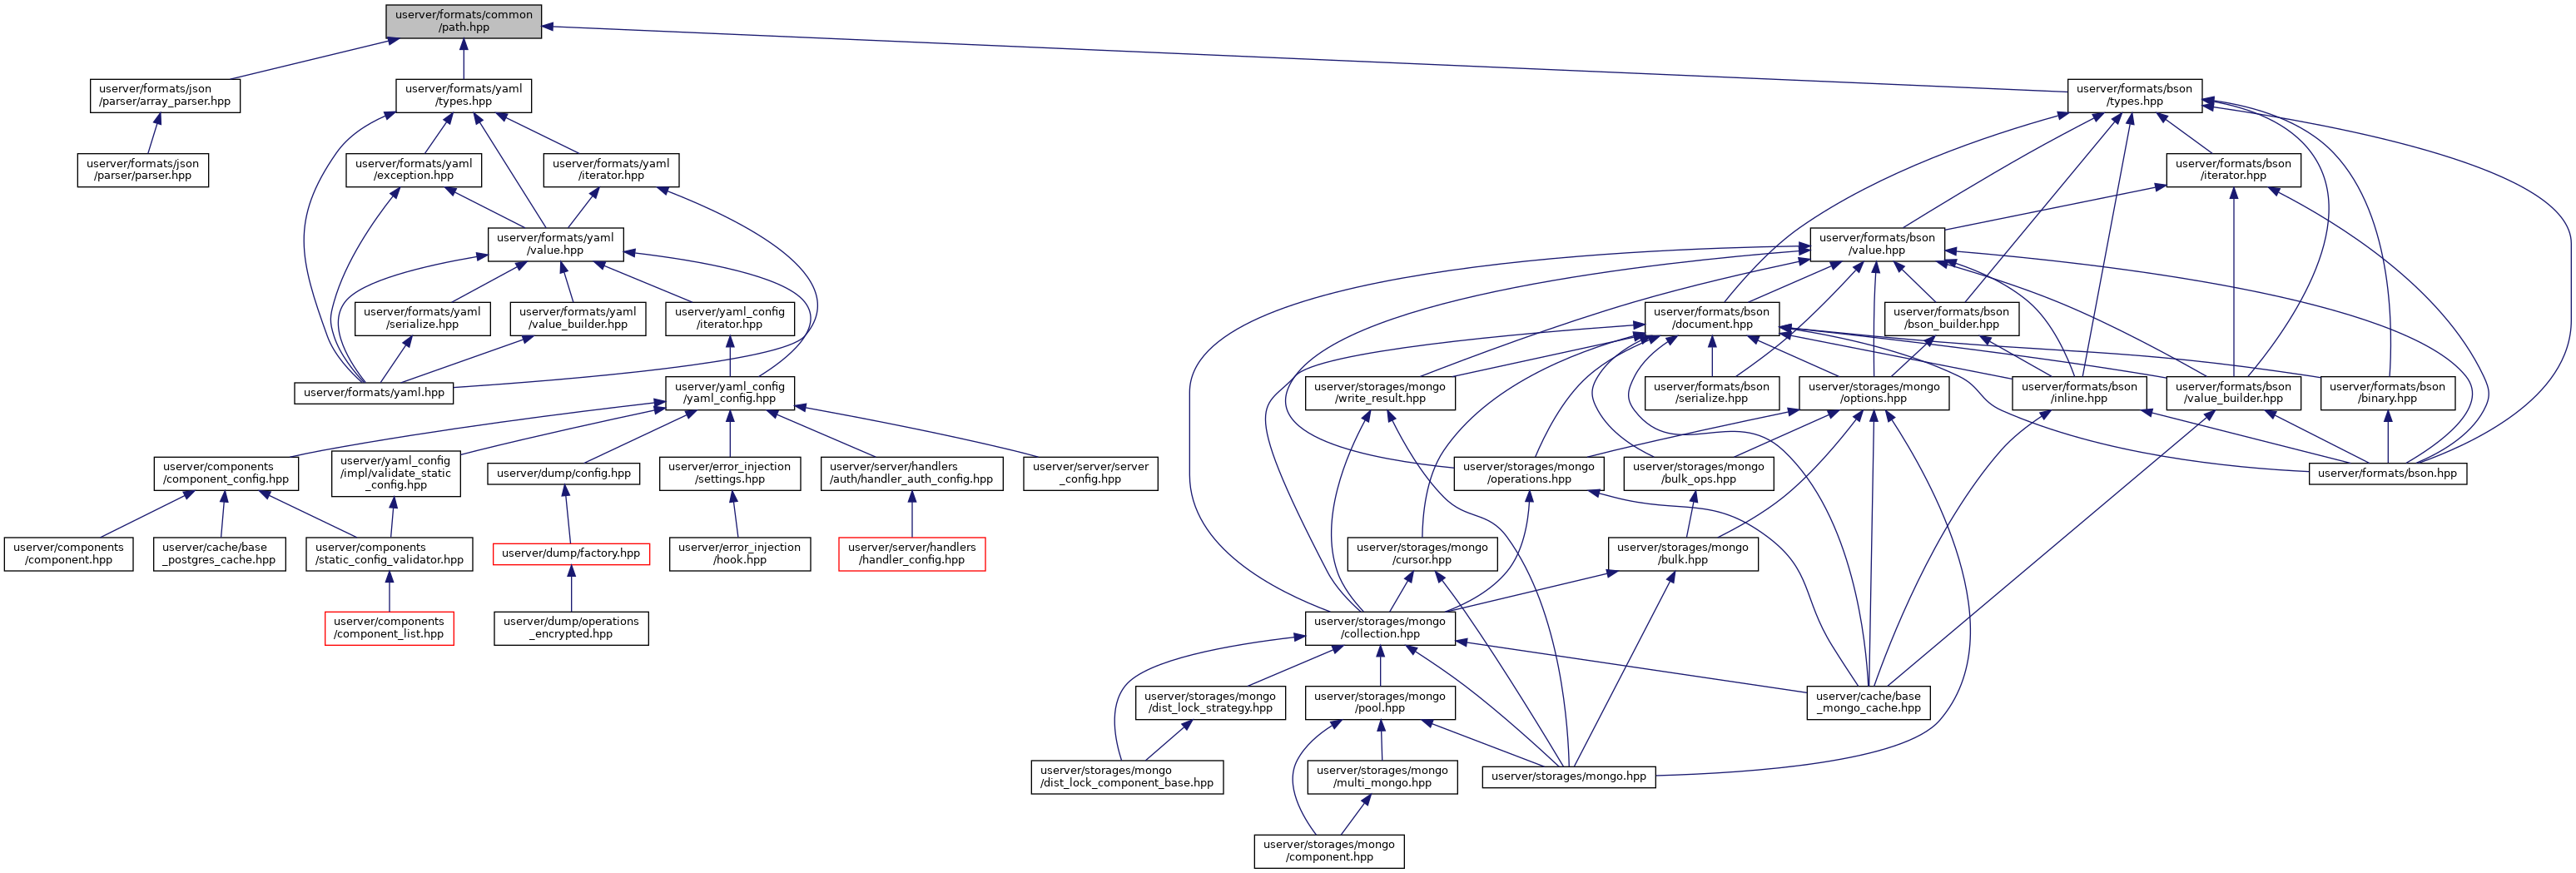 userver/formats/common
/path.hpp
userver/formats/json
/parser/array_parser.hpp
userver/formats/yaml
/types.hpp
userver/formats/bson
/types.hpp
userver/formats/json
/parser/parser.hpp
userver/formats/yaml
/exception.hpp
userver/formats/yaml
/iterator.hpp
userver/formats/bson
/iterator.hpp
userver/formats/yaml
/value.hpp
userver/formats/bson
/value.hpp
userver/formats/yaml
/serialize.hpp
userver/formats/yaml
/value_builder.hpp
userver/yaml_config
/iterator.hpp
userver/formats/bson
/document.hpp
userver/formats/bson
/bson_builder.hpp
userver/formats/yaml.hpp
userver/yaml_config
/yaml_config.hpp
userver/storages/mongo
/write_result.hpp
userver/formats/bson
/serialize.hpp
userver/storages/mongo
/options.hpp
userver/formats/bson
/inline.hpp
userver/formats/bson
/value_builder.hpp
userver/formats/bson
/binary.hpp
userver/components
/component_config.hpp
userver/yaml_config
/impl/validate_static
_config.hpp
userver/dump/config.hpp
userver/error_injection
/settings.hpp
userver/server/handlers
/auth/handler_auth_config.hpp
userver/server/server
_config.hpp
userver/storages/mongo
/operations.hpp
userver/storages/mongo
/bulk_ops.hpp
userver/formats/bson.hpp
userver/components
/component.hpp
userver/cache/base
_postgres_cache.hpp
userver/components
/static_config_validator.hpp
userver/dump/factory.hpp
userver/error_injection
/hook.hpp
userver/server/handlers
/handler_config.hpp
userver/storages/mongo
/cursor.hpp
userver/storages/mongo
/bulk.hpp
userver/components
/component_list.hpp
userver/dump/operations
_encrypted.hpp
userver/storages/mongo
/collection.hpp
userver/storages/mongo
/dist_lock_strategy.hpp
userver/storages/mongo
/pool.hpp
userver/cache/base
_mongo_cache.hpp
userver/storages/mongo
/dist_lock_component_base.hpp
userver/storages/mongo
/multi_mongo.hpp
userver/storages/mongo.hpp
userver/storages/mongo
/component.hpp